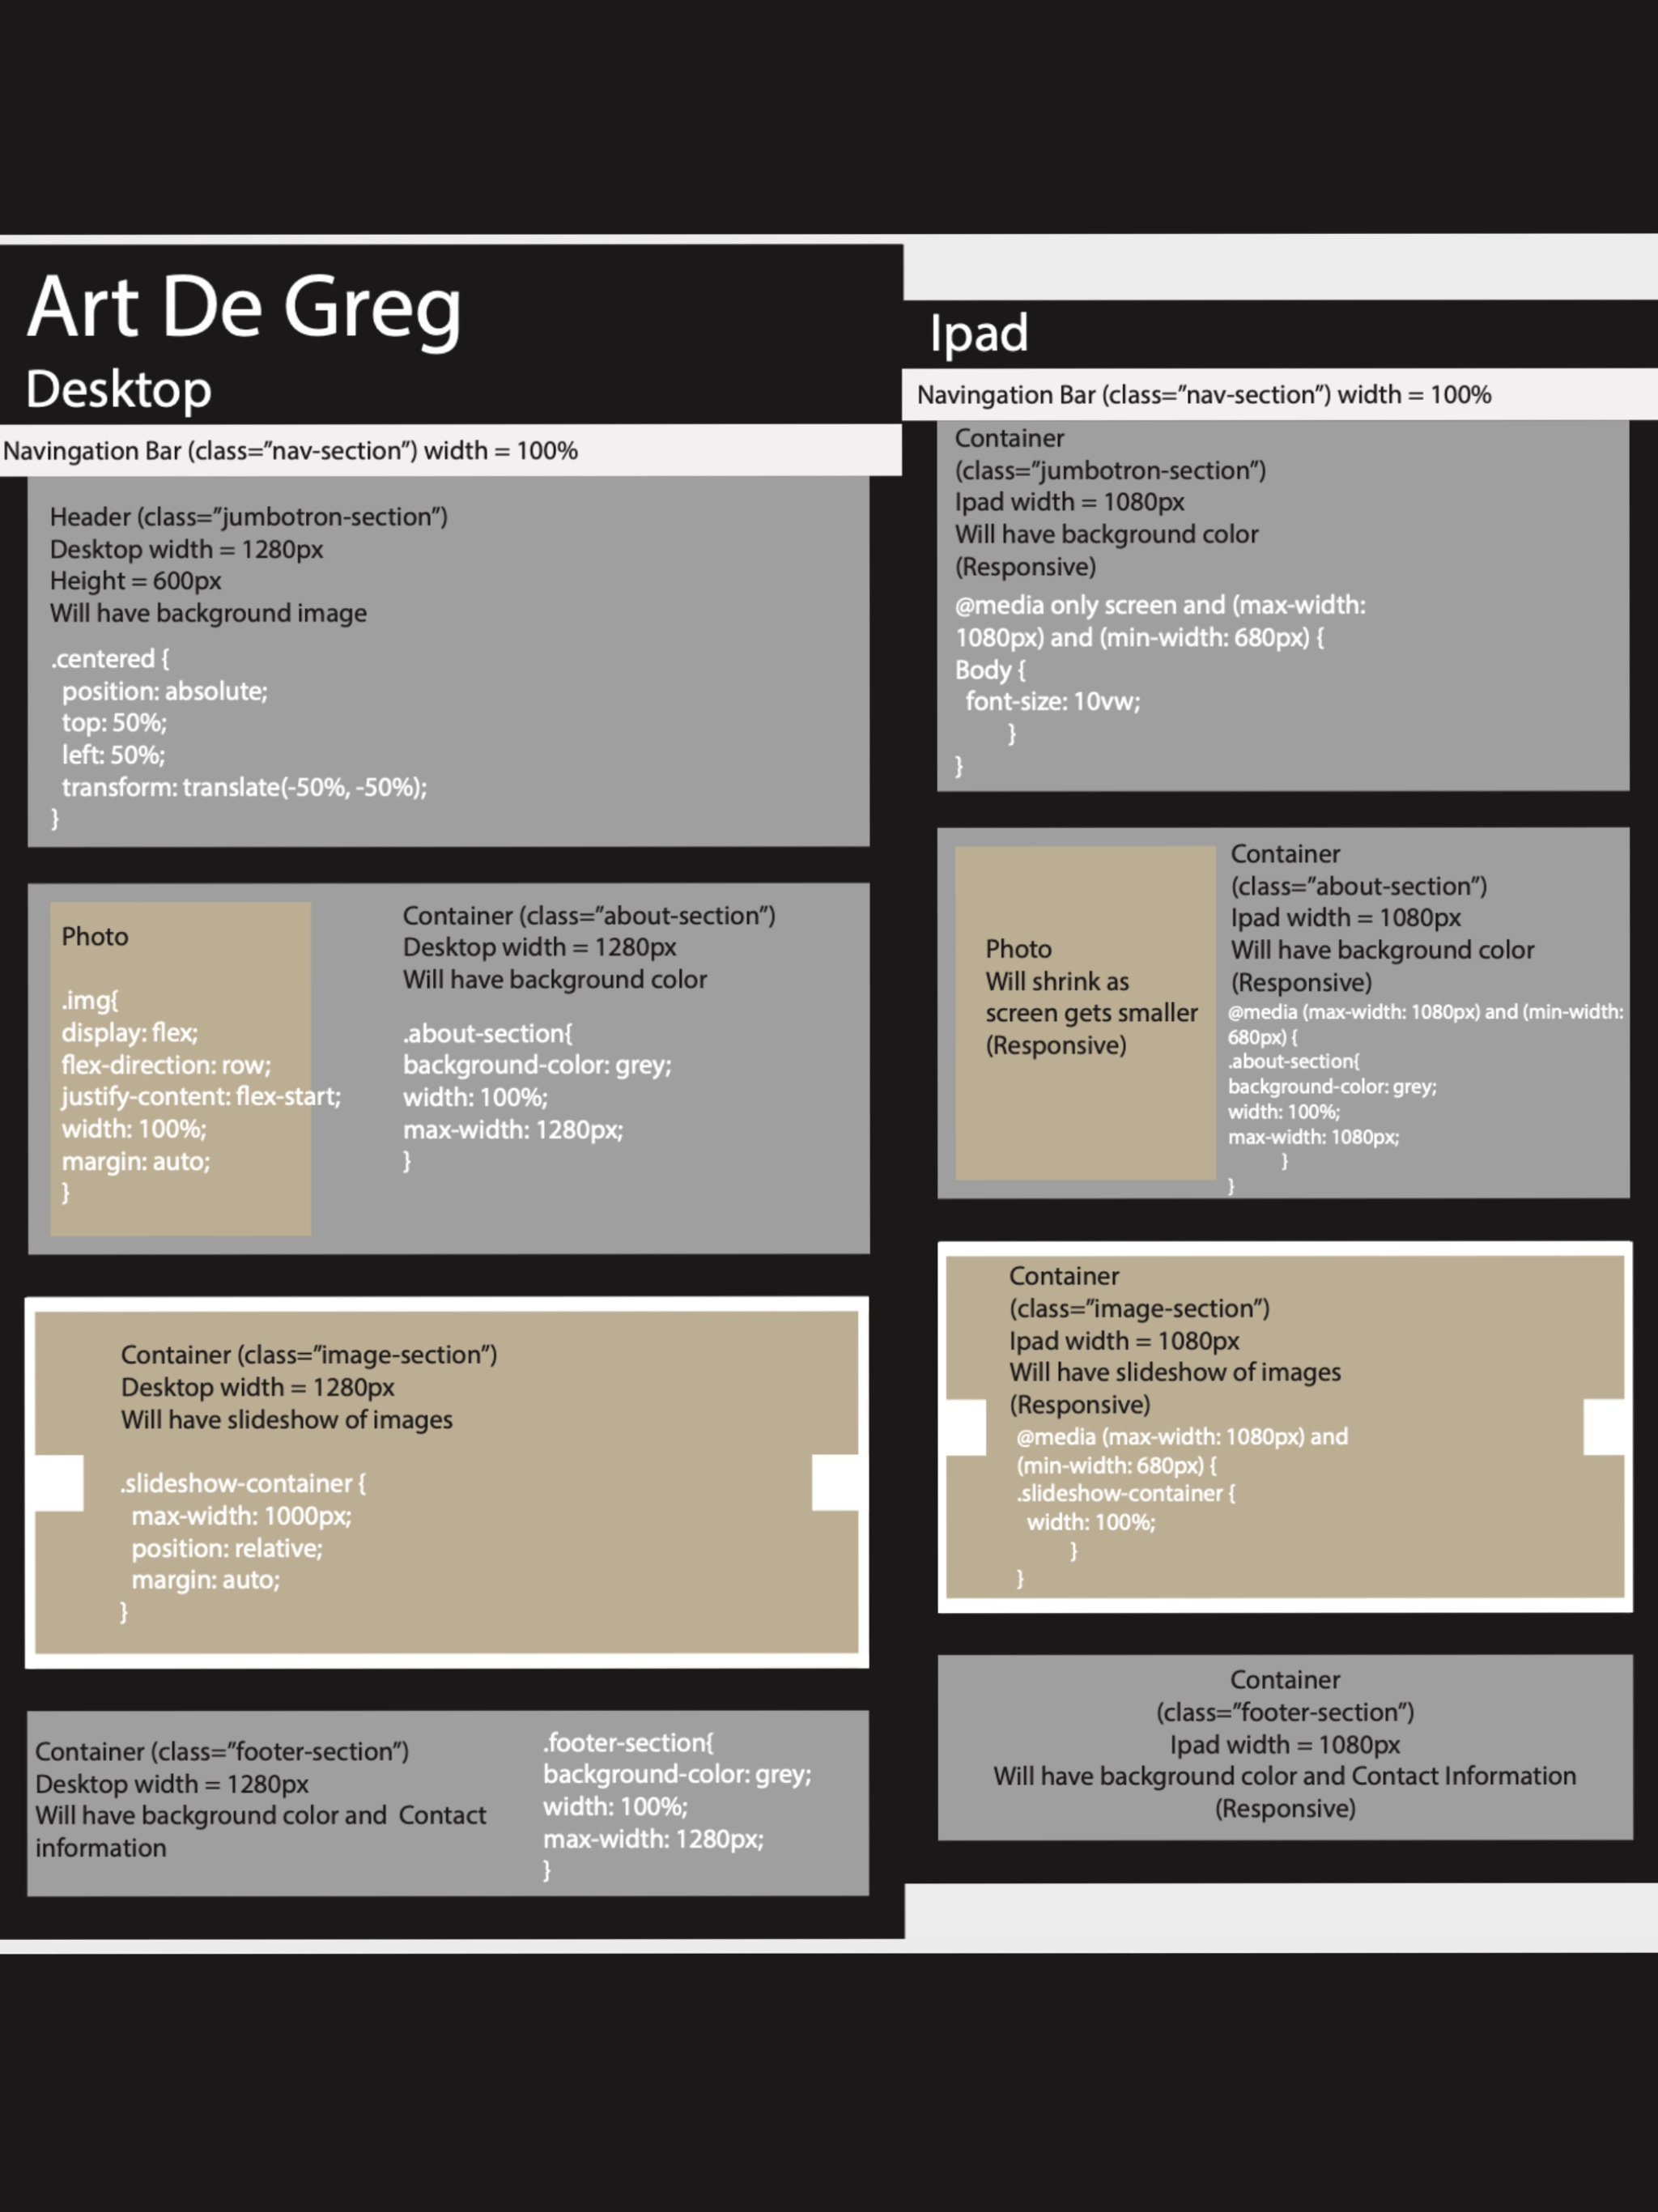 Art De Greg
Desktop
Navingation Bar (class=”nav-section”) width = 100%
Header (class=”jumbotron-section”)
Desktop width = 1280px
Height = 600px
Will have background image
.centered {
position: absolute;
top: 50%;
left: 50%;
transform: translate(-50%, -50%);
}
Photo
.img{
display: flex;
flex-direction: row;
justify-content: flex-start;
width: 100%;
margin: auto;
}
Container (class=”about-section”)
Desktop width = 1280px
Will have background color
.about-section{
background-color: grey;
width: 100%;
max-width: 1280px;
}
Container (class=”image-section”)
Desktop width = 1280px
Will have slideshow of images
.slideshow-container {
max-width: 1000px;
position: relative;
margin: auto;
}
Container (class=”footer-section”)
Desktop width = 1280px
Will have background color and  Contact
information
.footer-section{
background-color: grey;
width: 100%;
max-width: 1280px;
}
Ipad
Navingation Bar (class=”nav-section”) width = 100%
Container
(class=”jumbotron-section”)
Ipad width = 1080px
Will have background color
(Responsive)
@media only screen and (max-width:
1080px) and (min-width: 680px) {
Body {
font-size: 10vw;
}
}
Photo
Will shrink as
screen gets smaller
(Responsive)
Container
(class=”about-section”)
Ipad width = 1080px
Will have background color
(Responsive)
@media (max-width: 1080px) and (min-width:
680px) {
.about-section{
background-color: grey;
width: 100%;
max-width: 1080px;
}
}
Container
(class=”image-section”)
Ipad width = 1080px
Will have slideshow of images
(Responsive)
@media (max-width: 1080px) and
(min-width: 680px) {
.slideshow-container {
width: 100%;
}
}
Container
(class=”footer-section”)
Ipad width = 1080px
Will have background color and Contact Information
(Responsive)